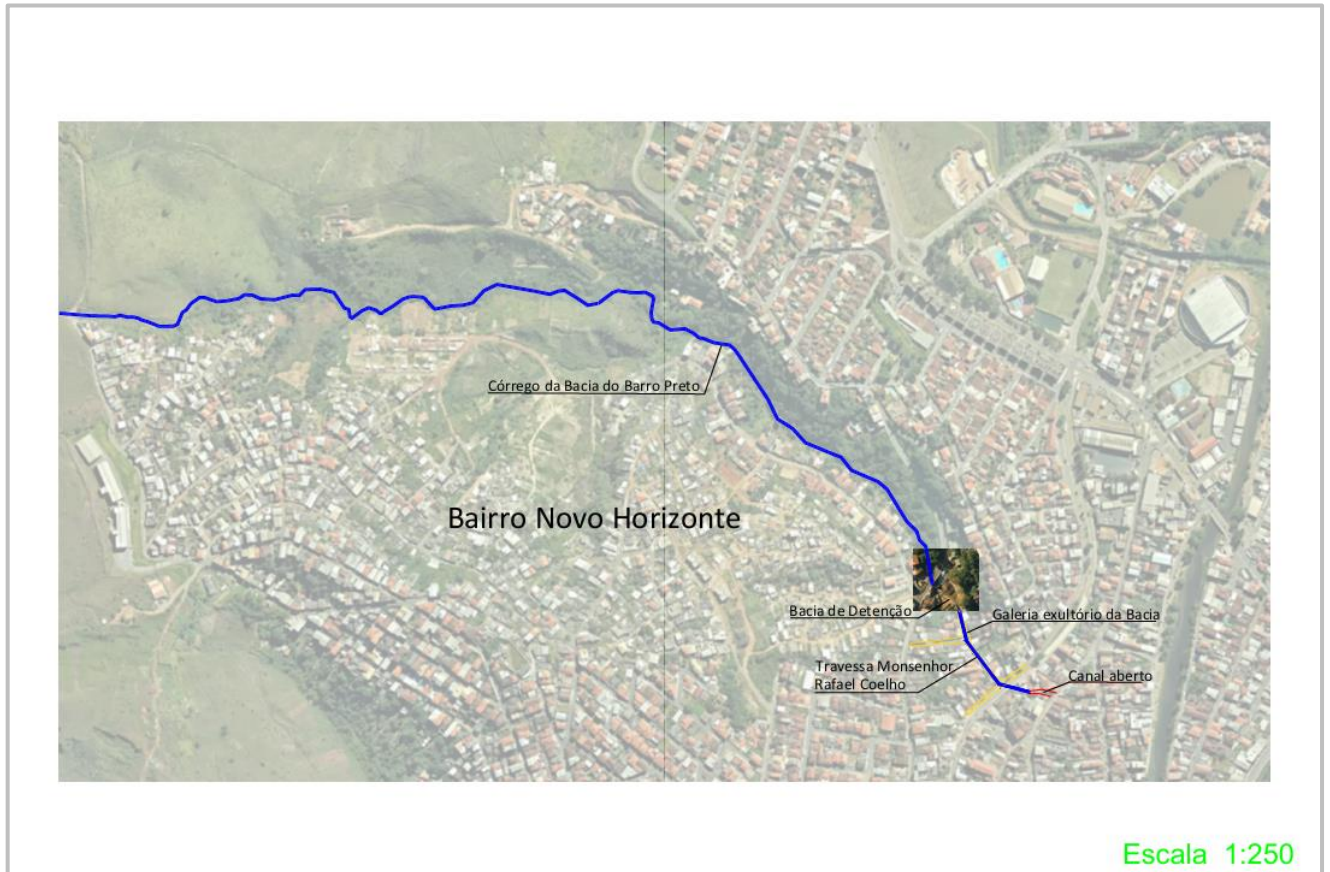 Córrego da Bacia do Barro Preto
Bairro Novo Horizonte
Bacia de Detenção
Galeria exultório da Bacia
Travessa Monsenhor
Rafael Coelho
Canal aberto
Escala 1:250